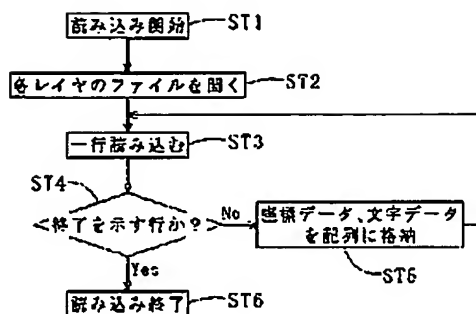 読み込み開始
ST1
各レイヤのファイルを開く
ST2
一行読み込む
ST3
ST4
終了を示す行か?
No
座標データ、文字データ
を配列に格納
ST5
Yes
読み込み終了
ST6